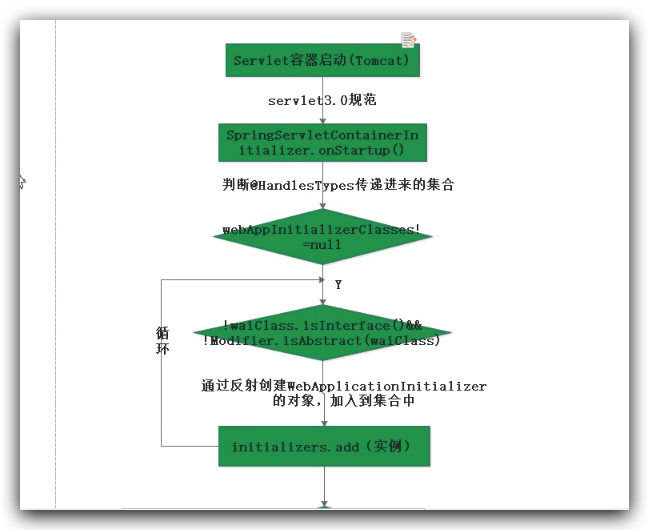 Servlet容器启动(Tomcat)
servlet3.0规范
SpringServletContainerIn
itializer.onStartup()
判断@HandlesTypes传递进来的集合
webAppInitializerClasses!
=null
Y
循
环
!waiClass.isInterface()&&
!Modifier.isAbstract(waiClass)
通过反射创建WebApplicationInitializer
的对象，加入到集合中
initializers.add（实例）